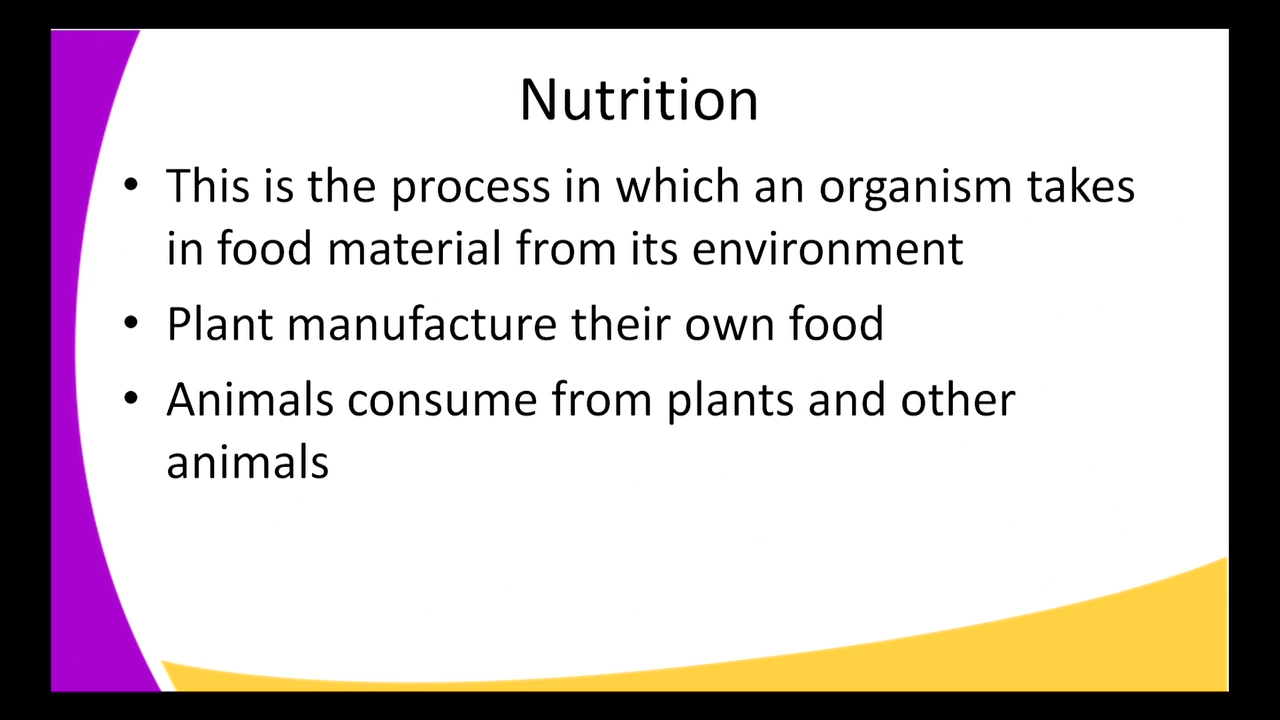 Nutrition
• This is the process in which an organism takes
in food material from its environment
• Plant manufacture their own food
• Animals consume from plants and other
animals